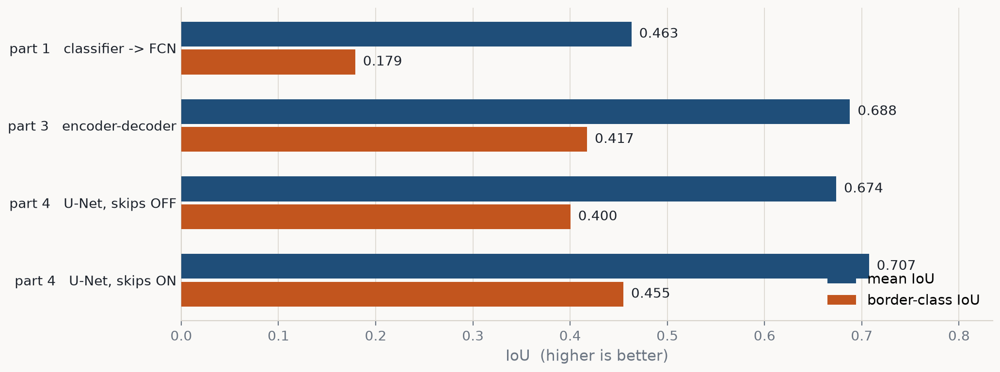 0.463
part 1 classifier -> FCN
0.179
0.688
part 3 encoder-decoder
0.417
0.674
part 4 U-Net, skips OFF
0.400
0.707
part 4 U-Net, skips ON
mean IoU
0.455
border-class IoU
0.0 0.1 0.2 0.3 0.4 0.5 0.6 0.7 0.8
IoU (higher is better)